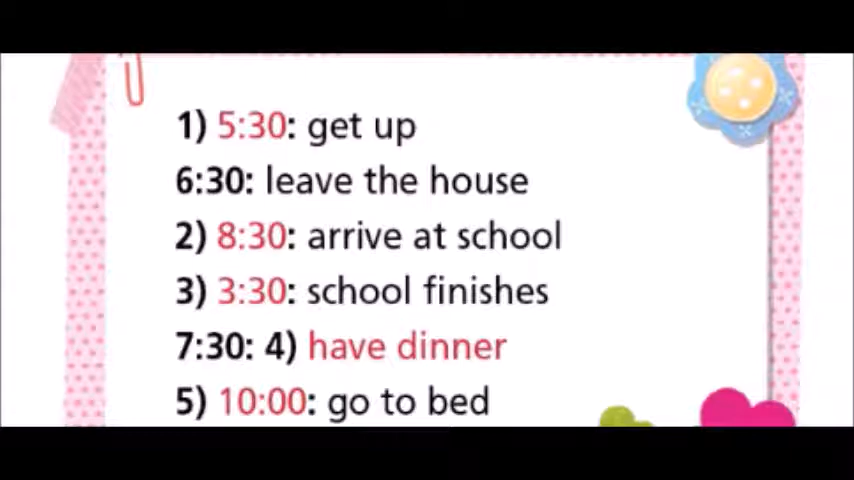 1) 5:30: get up
6:30: leave the house
2) 8:30: arrive at school
3) 3:30: school finishes
7:30: 4) have dinner
5) 10:00: go to bed